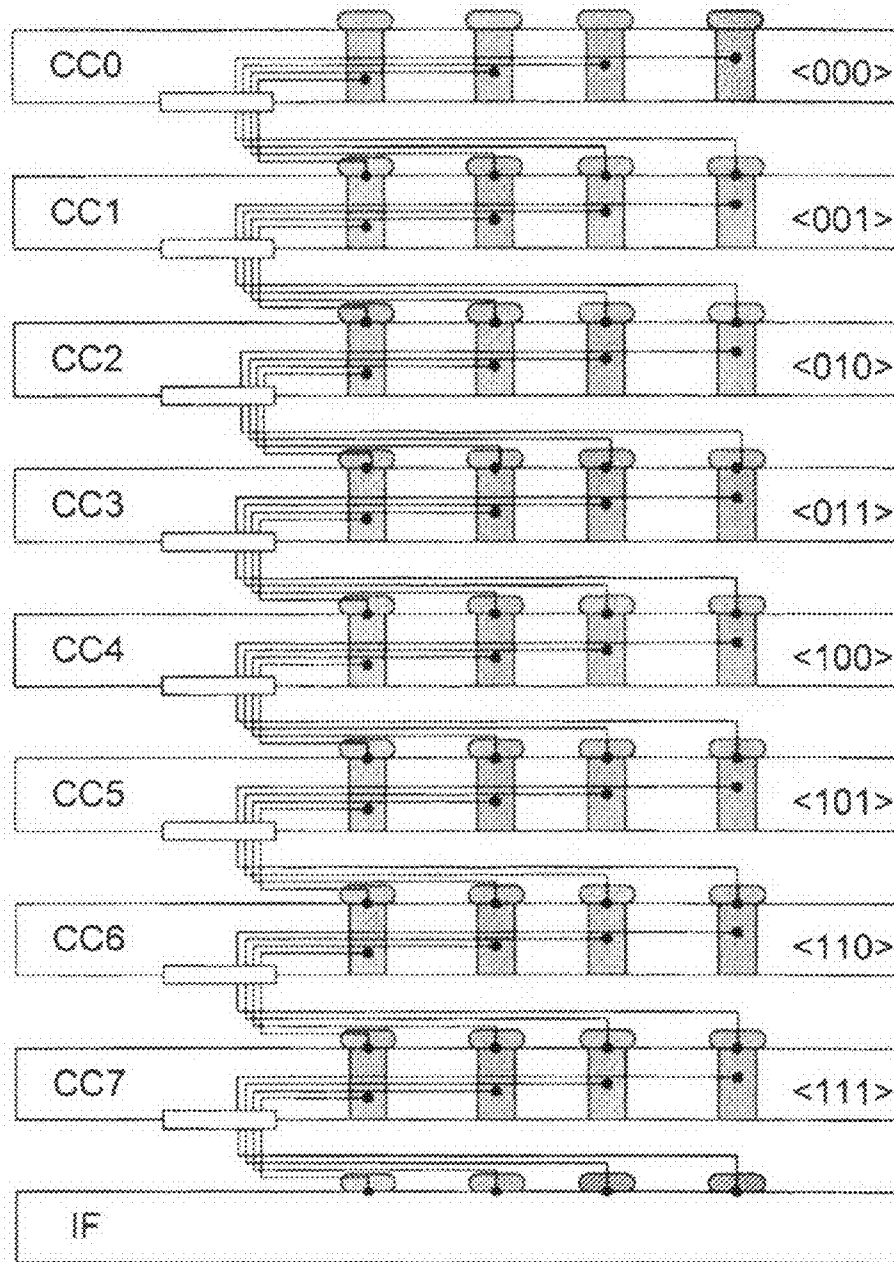 CC0 <000>
CC1 <001>
CC2 <010>
CC3 <011>
CC4 <100>
CC5 <101>
CC6 <110>
CC7 <111>
IF